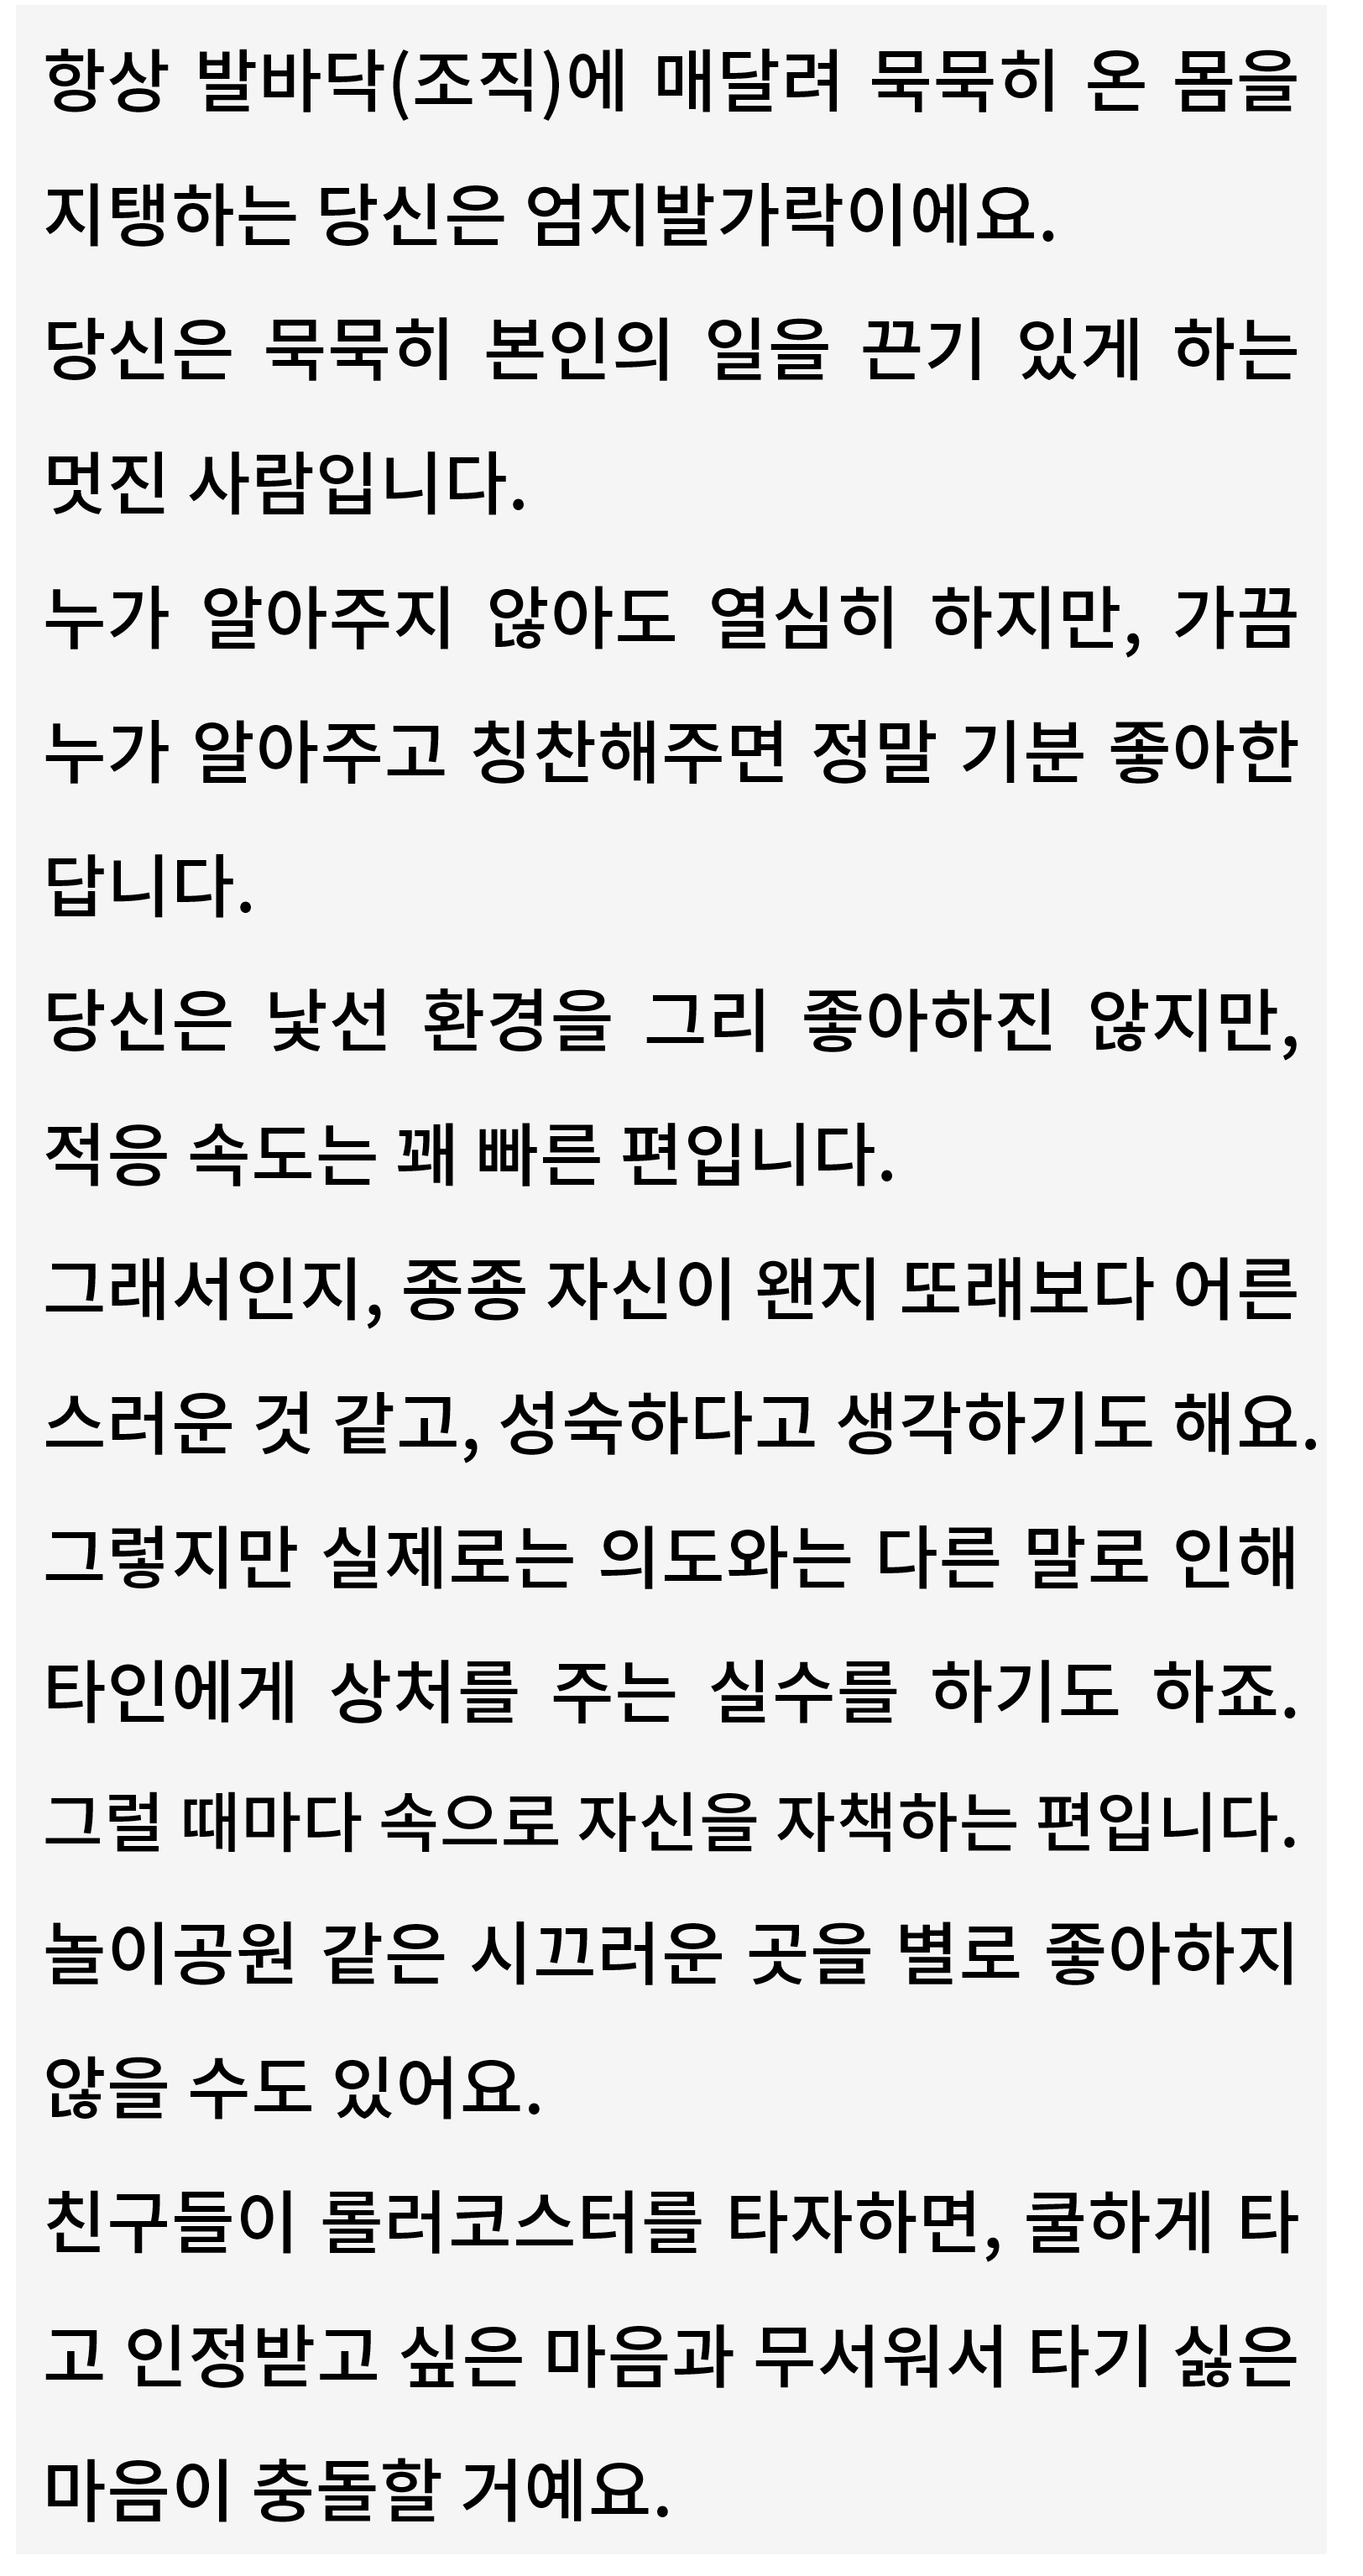 항상 발바닥(조직)에 매달려 묵묵히 온 몸을
지탱하는 당신은 엄지발가락이에요.
당신은 묵묵히 본인의 일을 끈기 있게 하는
멋진 사람입니다.
누가 알아주지 않아도 열심히 하지만, 가끔
누가 알아주고 칭찬해주면 정말 기분 좋아한
답니다.
당신은 낯선 환경을 그리 좋아하진 않지만,
적응 속도는 꽤 빠른 편입니다.
그래서인지, 종종 자신이 왠지 또래보다 어른
스러운 것 같고, 성숙하다고 생각하기도 해요.
그렇지만 실제로는 의도와는 다른 말로 인해
타인에게 상처를 주는 실수를 하기도 하죠.
그럴 때마다 속으로 자신을 자책하는 편입니다.
놀이공원 같은 시끄러운 곳을 별로 좋아하지
않을 수도 있어요.
친구들이 롤러코스터를 타자하면, 쿨하게 타
고 인정받고 싶은 마음과 무서워서 타기 싫은
마음이 충돌할 거예요.